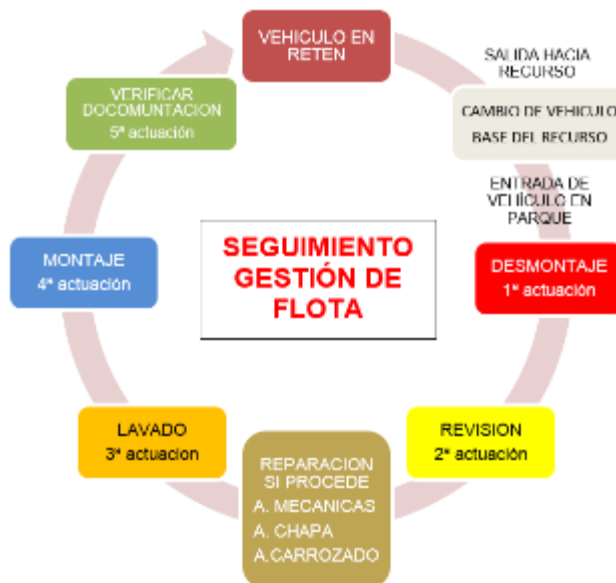 VEHICULO EN
RETEN
SALIDA HACIA
RECURSO
CAMBIO DE VEHICULO
BASE DEL RECURSO
ENTRADA DE
VEHÍCULO EN
PARQUE
DESMONTAJE
1ª actuación
REVISION
2ª actuación
REPARACION
SI PROCEDE
A. MECANICAS
A. CHAPA
A.CARROZADO
LAVADO
3ª actuacion
MONTAJE
4ª actuación
VERIFICAR
DOCOMUNTACION
5ª actuación
SEGUIMIENTO
GESTIÓN DE
FLOTA